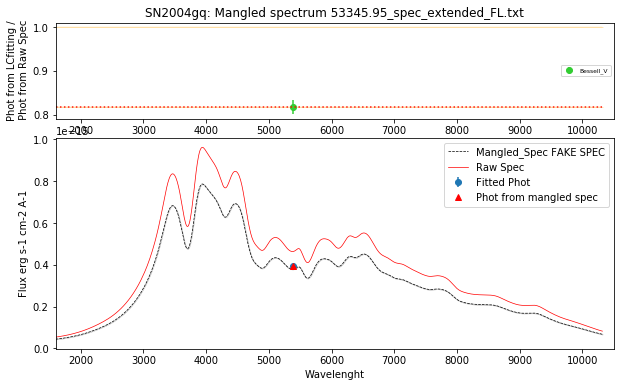 SN2004gq: Mangled spectrum 53345.95_spec_extended_FL.txt
Phot from LCfitting /
Phot from Raw Spec
1.0
0.9
0.8
Bessell_V
2000 3000 4000 5000 6000 7000 8000 9000 10000
Flux erg s-1 cm-2 A-1
1.0
0.8
0.6
0.4
0.2
0.0
Mangled_Spec FAKE SPEC
Raw Spec
Fitted Phot
Phot from mangled spec
2000 3000 4000 5000 6000 7000 8000 9000 10000
Wavelenght